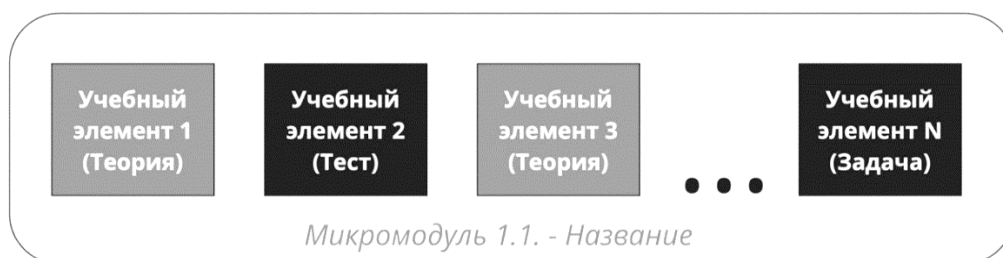 Учебный
элемент 1
(Теория)
Учебный
элемент 2
(Тест)
Учебный
элемент 3
(Теория)
...
Учебный
элемент N
(Задача)
Микромодуль 1.1. - Название